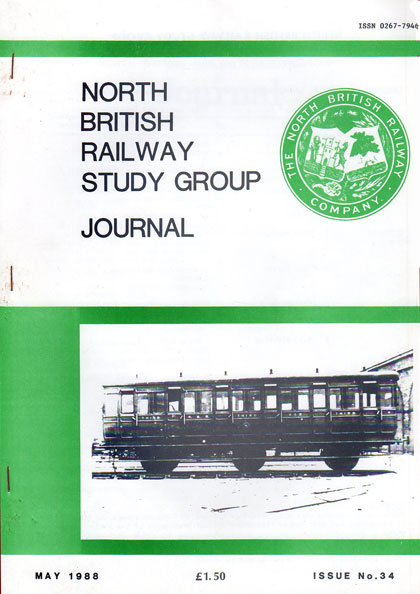 ISSN 0267-7946
NORTH
BRITISH
RAILWAY
STUDY GROUP
JOURNAL
THE NORTH BRITISH RAILWAY
COMPANY.
MAY 1988
£1.50
ISSUE No.34